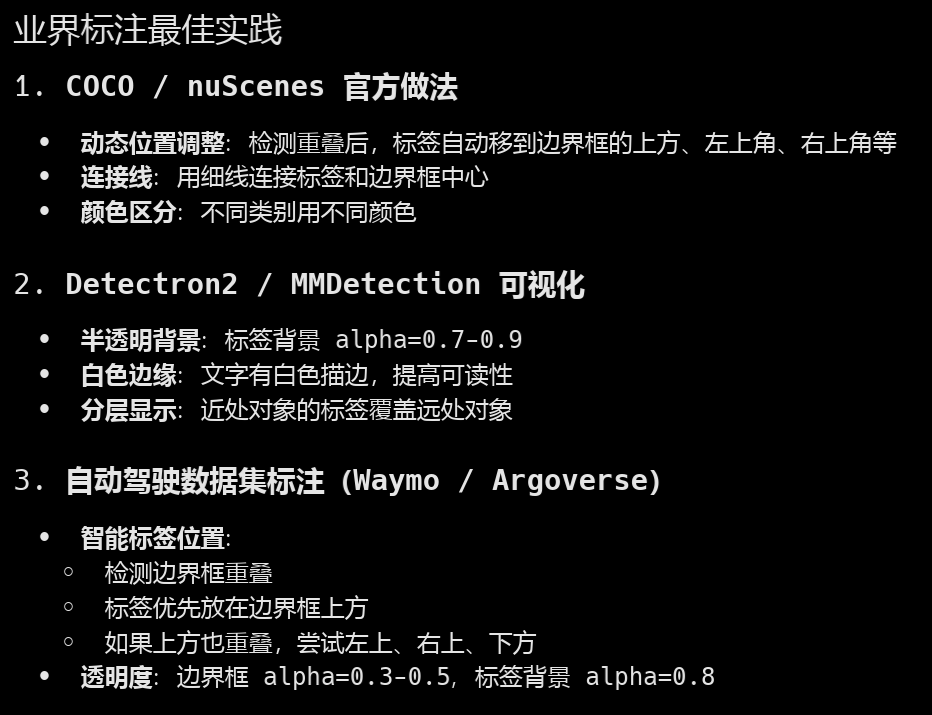 业界标注最佳实践
1. COCO / nuScenes 官方做法
• 动态位置调整: 检测重叠后，标签自动移到边界框的上方、左上角、右上角等
• 连接线: 用细线连接标签和边界框中心
• 颜色区分: 不同类别用不同颜色
2. Detectron2 / MMDetection 可视化
• 半透明背景: 标签背景 alpha=0.7-0.9
• 白色边缘: 文字有白色描边，提高可读性
• 分层显示: 近处对象的标签覆盖远处对象
3. 自动驾驶数据集标注（Waymo / Argoverse）
• 智能标签位置:
○ 检测边界框重叠
○ 标签优先放在边界框上方
○ 如果上方也重叠，尝试左上、右上、下方
• 透明度: 边界框 alpha=0.3-0.5, 标签背景 alpha=0.8